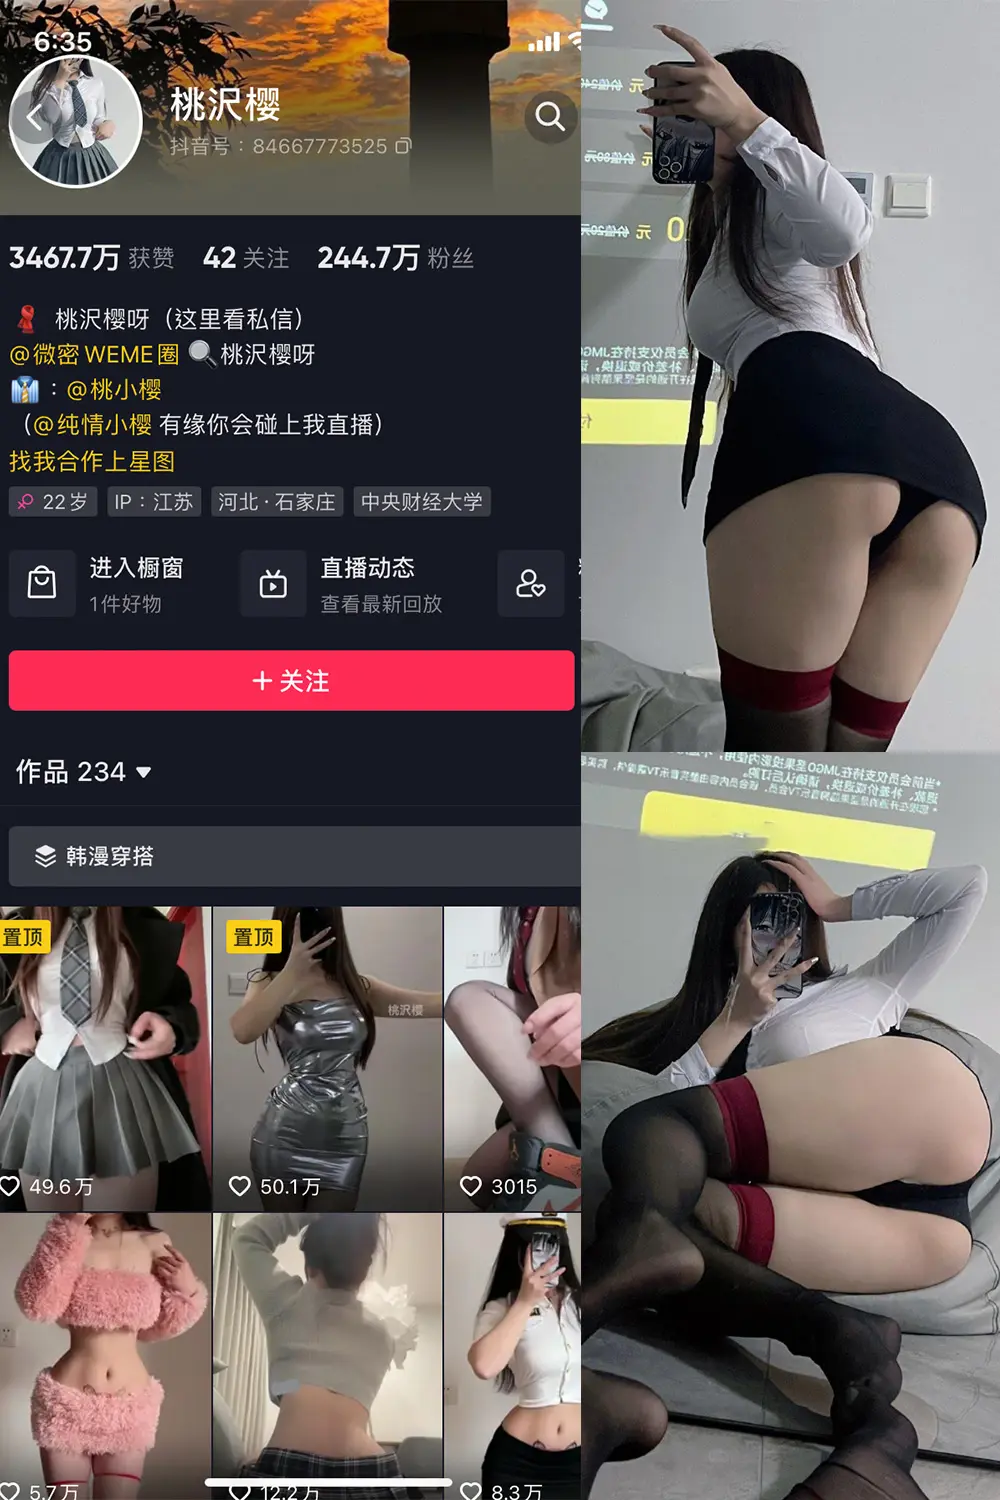 6:35
桃沢樱
抖音号：84667773525
3467.7万 获赞 42 关注 244.7万 粉丝
桃沢樱呀（这里看私信）
@微密 WEME圈 🔍桃沢樱呀
👔：@桃小樱
（@纯情小樱 有缘你会碰上我直播）
找我合作上星图
22岁 IP：江苏 河北·石家庄 中央财经大学
进入橱窗
1件好物
直播动态
查看最新回放
+ 关注
作品 234
韩漫穿搭
置顶
49.6万
置顶
桃沢樱
50.1万
3015
5.7万
12.2万
8.3万